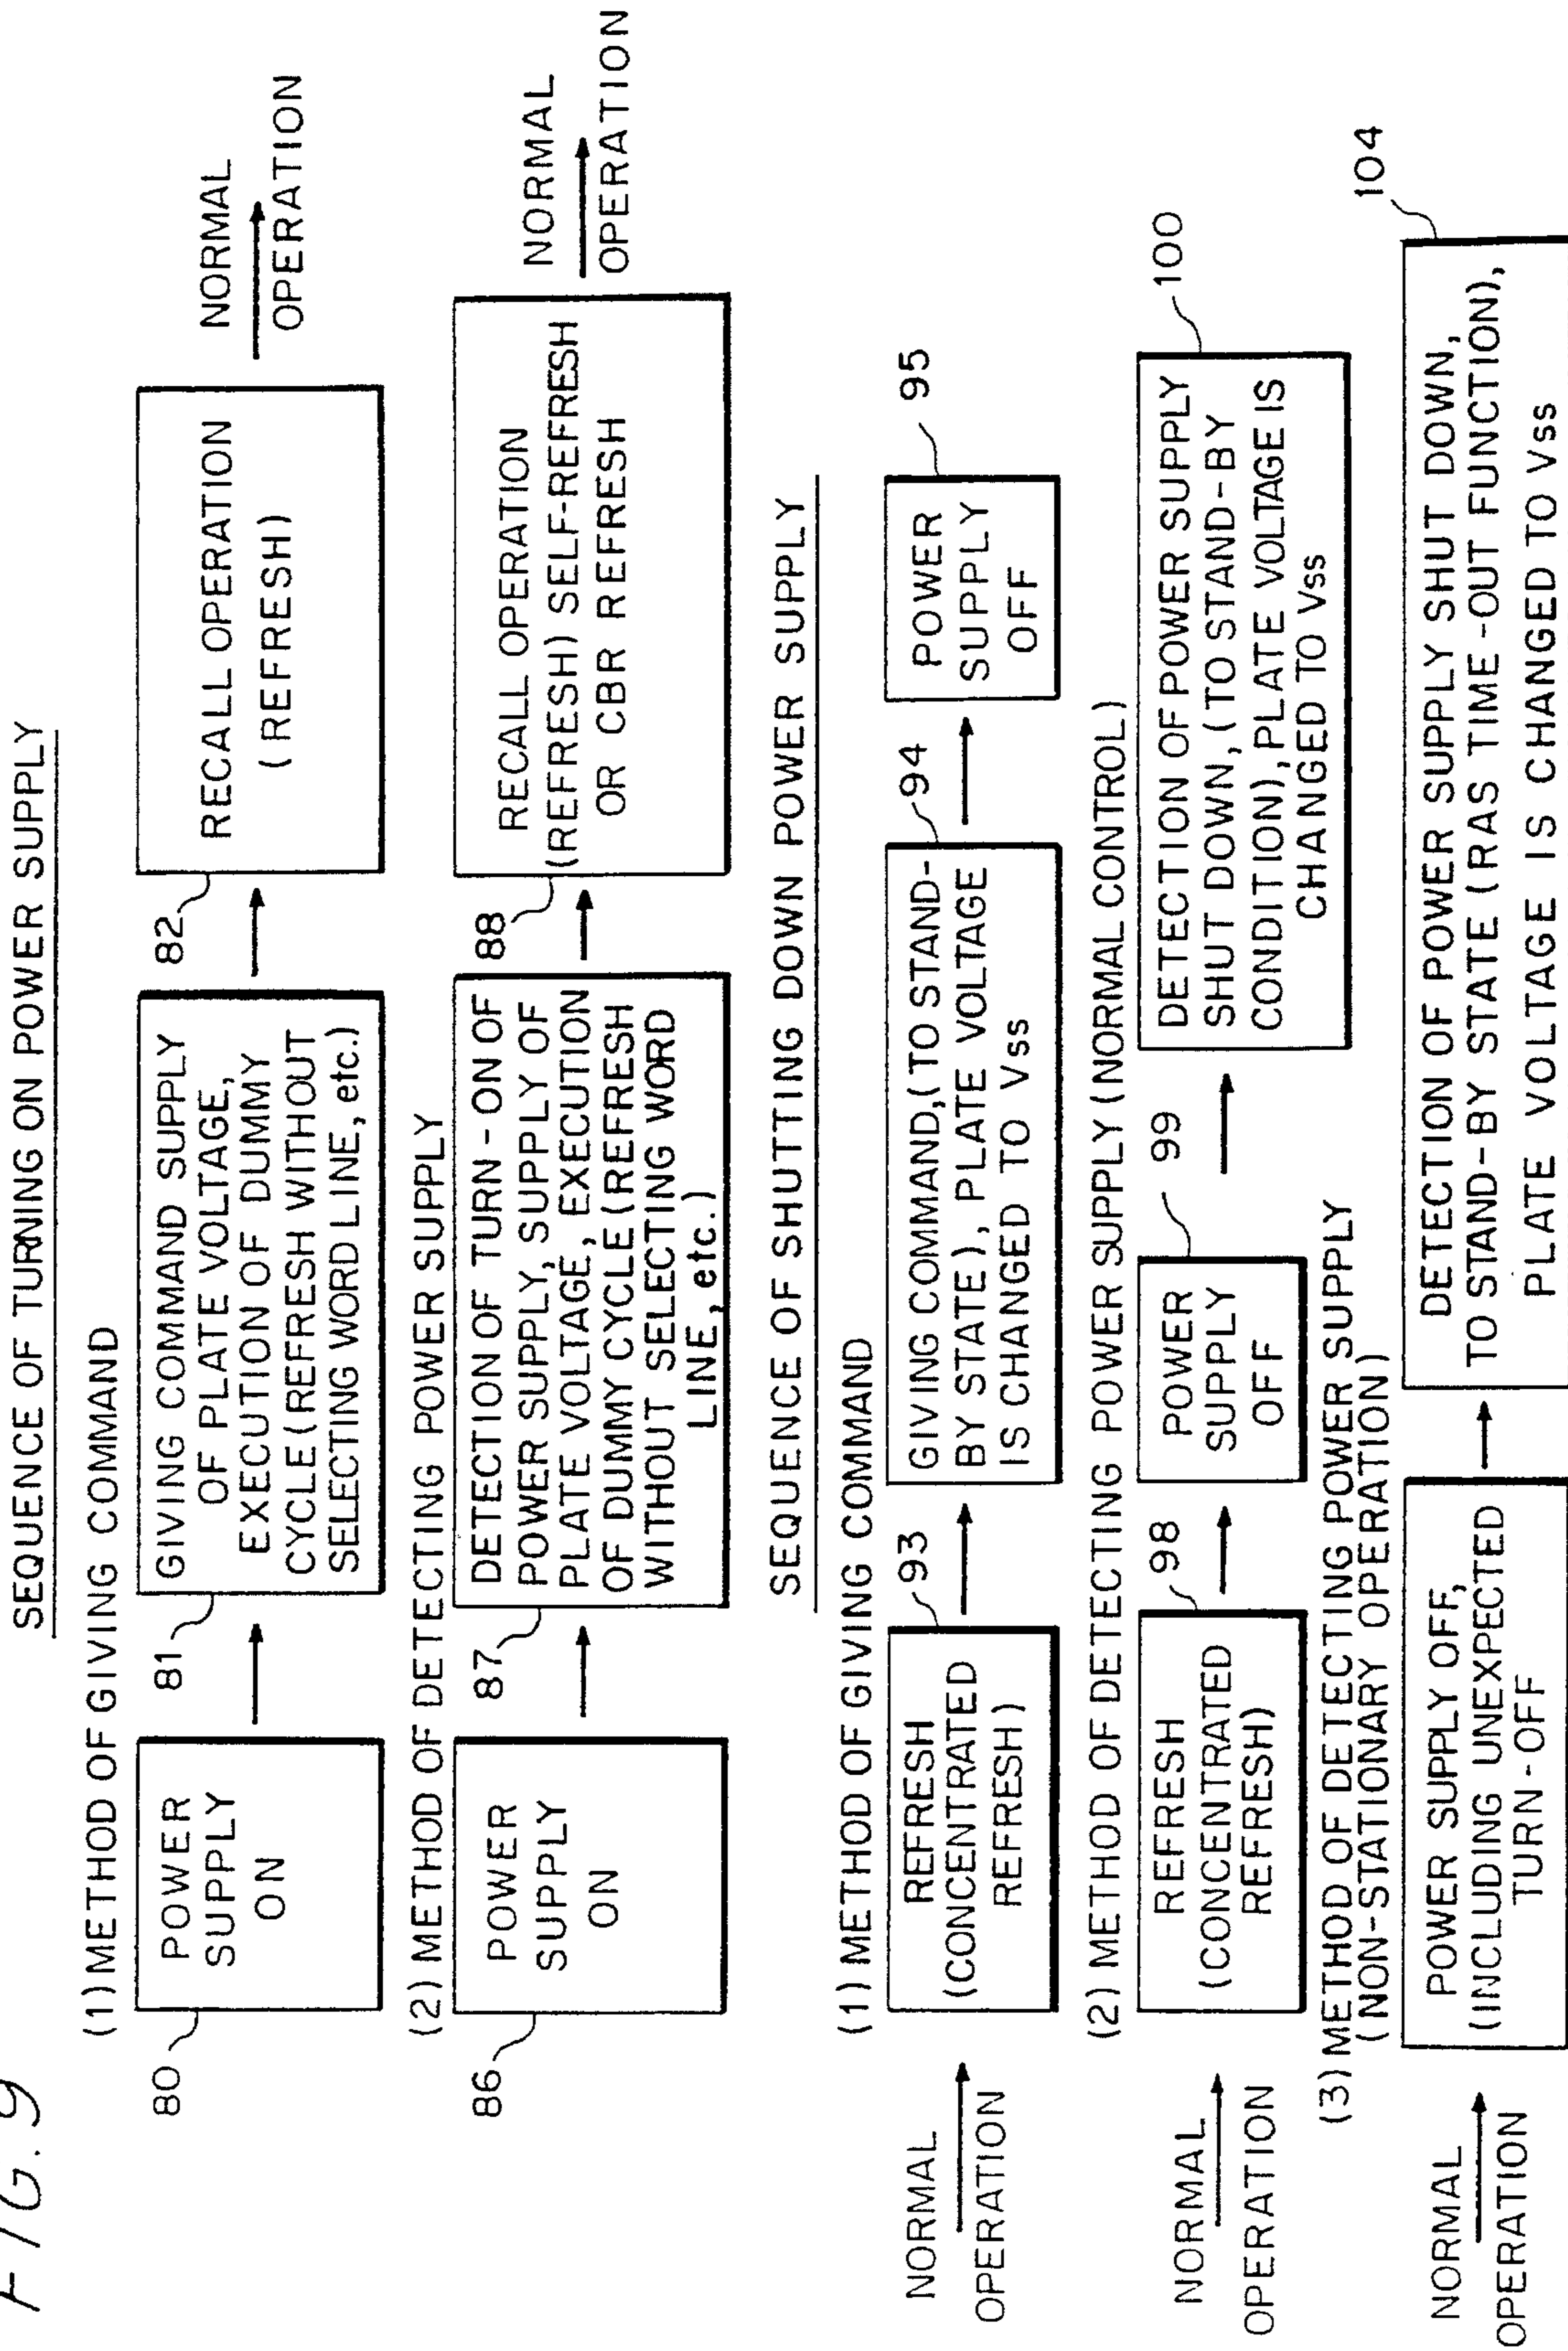 FIG. 9
SEQUENCE OF TURNING ON POWER SUPPLY
(1) METHOD OF GIVING COMMAND
80
POWER
SUPPLY
ON
81
GIVING COMMAND SUPPLY
OF PLATE VOLTAGE,
EXECUTION OF DUMMY
CYCLE (REFRESH WITHOUT
SELECTING WORD LINE, etc.)
82
RECALL OPERATION
(REFRESH)
NORMAL
OPERATION
(2) METHOD OF DETECTING POWER SUPPLY
86
POWER
SUPPLY
ON
87
DETECTION OF TURN-ON OF
POWER SUPPLY, SUPPLY OF
PLATE VOLTAGE, EXECUTION
OF DUMMY CYCLE (REFRESH
WITHOUT SELECTING WORD
LINE, etc.)
88
RECALL OPERATION
(REFRESH) SELF-REFRESH
OR CBR REFRESH
NORMAL
OPERATION
SEQUENCE OF SHUTTING DOWN POWER SUPPLY
(1) METHOD OF GIVING COMMAND
NORMAL
OPERATION
93
REFRESH
(CONCENTRATED
REFRESH)
94
GIVING COMMAND, (TO STAND-
BY STATE), PLATE VOLTAGE
IS CHANGED TO Vss
95
POWER
SUPPLY
OFF
(2) METHOD OF DETECTING POWER SUPPLY (NORMAL CONTROL)
NORMAL
OPERATION
98
REFRESH
(CONCENTRATED
REFRESH)
99
POWER
SUPPLY
OFF
100
DETECTION OF POWER SUPPLY
SHUT DOWN, (TO STAND-BY
CONDITION), PLATE VOLTAGE IS
CHANGED TO Vss
(3) METHOD OF DETECTING POWER SUPPLY
(NON-STATIONARY OPERATION)
NORMAL
OPERATION
POWER SUPPLY OFF,
(INCLUDING UNEXPECTED
TURN-OFF
104
DETECTION OF POWER SUPPLY SHUT DOWN,
TO STAND-BY STATE (RAS TIME-OUT FUNCTION),
PLATE VOLTAGE IS CHANGED TO Vss